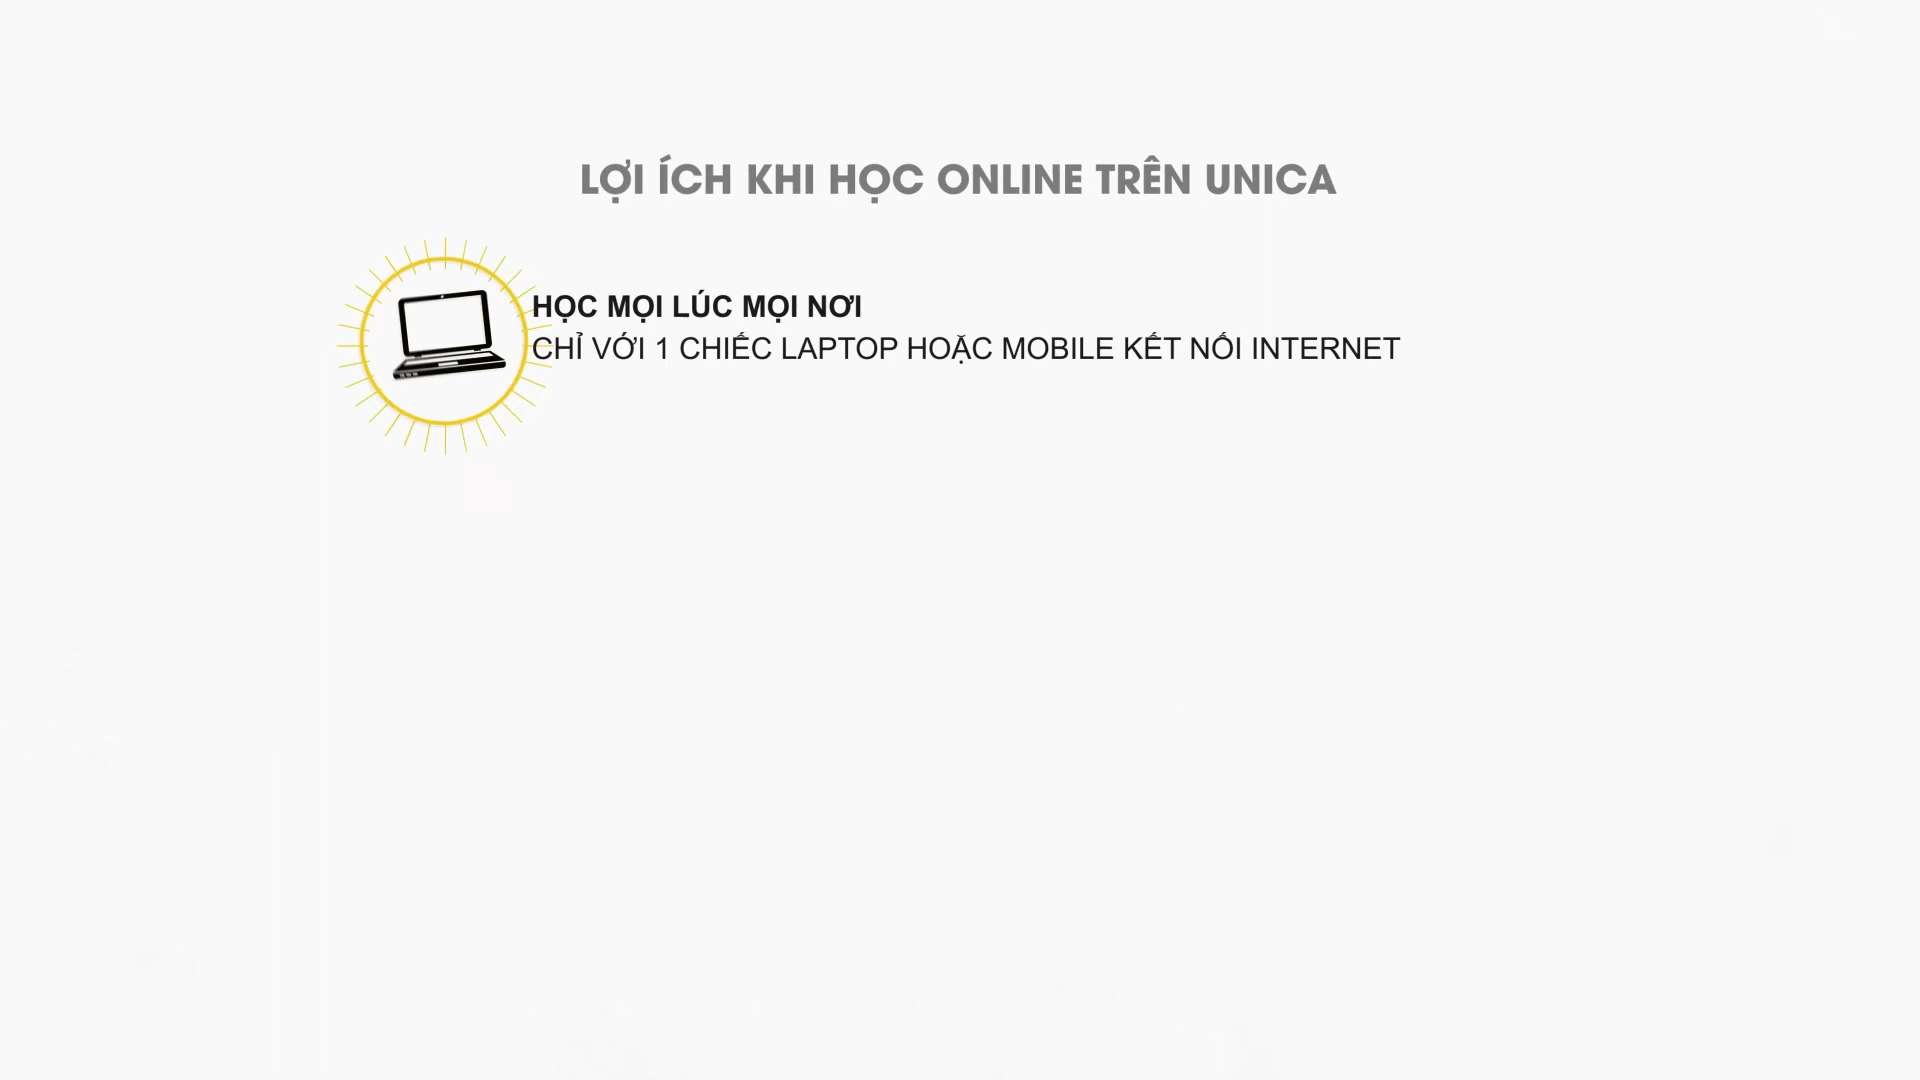 LỢI ÍCH KHI HỌC ONLINE TRÊN UNICA
HỌC MỌI LÚC MỌI NƠI
CHỈ VỚI 1 CHIẾC LAPTOP HOẶC MOBILE KẾT NỐI INTERNET